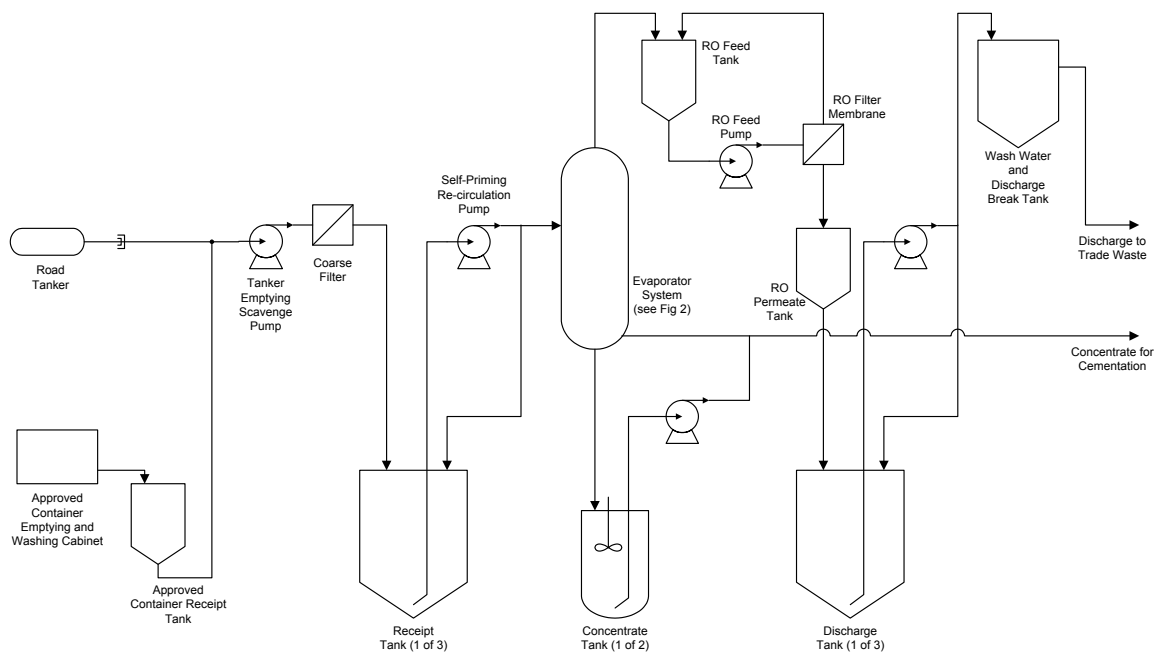 RO Feed
Tank
RO Filter
Membrane
RO Feed
Pump
Wash Water
and
Discharge
Break Tank
Self-Priming
Re-circulation
Pump
Discharge to
Trade Waste
Road
Tanker
Coarse
Filter
Tanker
Emptying
Scavenge
Pump
Evaporator
System
(see Fig 2)
RO
Permeate
Tank
Concentrate for
Cementation
Approved
Container
Emptying and
Washing Cabinet
Approved
Container Receipt
Tank
Receipt
Tank (1 of 3)
Concentrate
Tank (1 of 2)
Discharge
Tank (1 of 3)